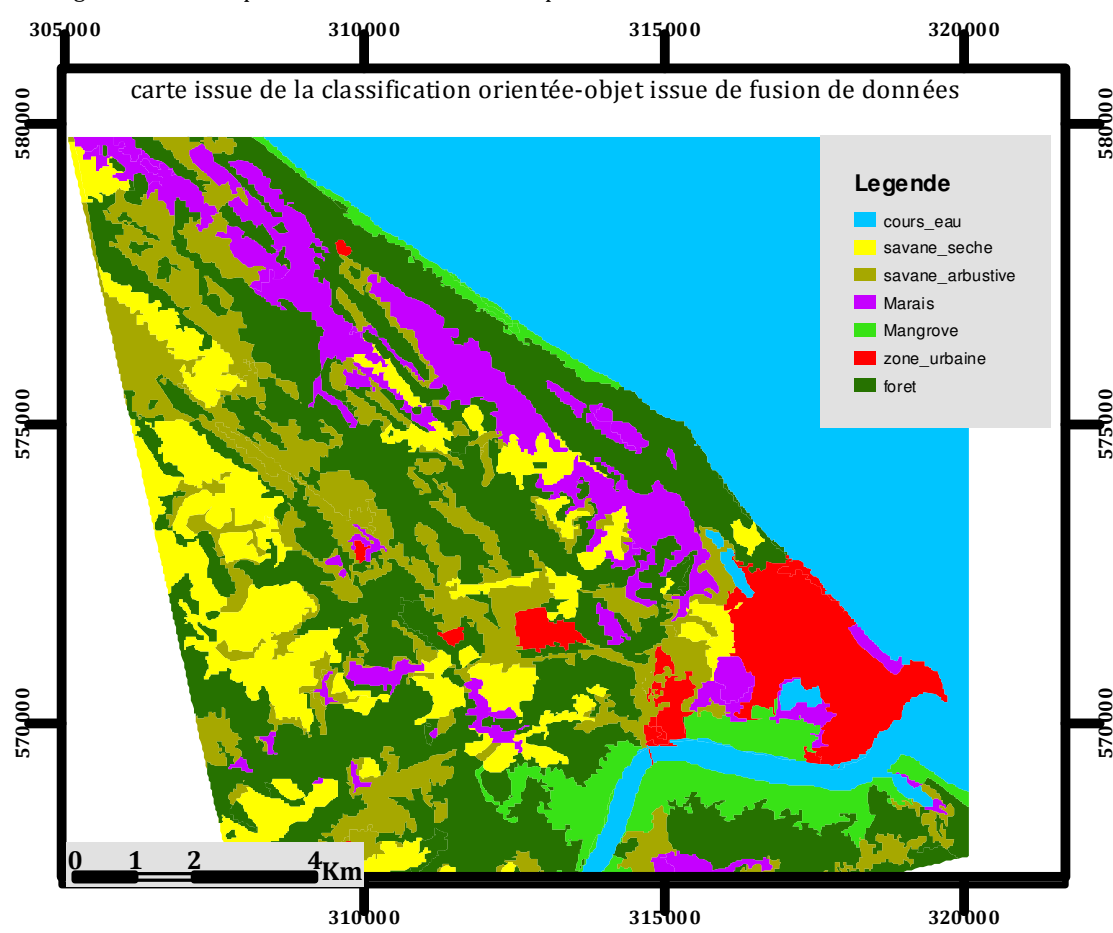 305000 310000 315000 320000
carte issue de la classification orientée-objet issue de fusion de données
580000 580000
Legende
cours_eau
savane_seche
savane_arbustive
Marais
Mangrove
zone_urbaine
foret
575000 575000
570000 570000
0 1 2 4 Km
310000 315000 320000